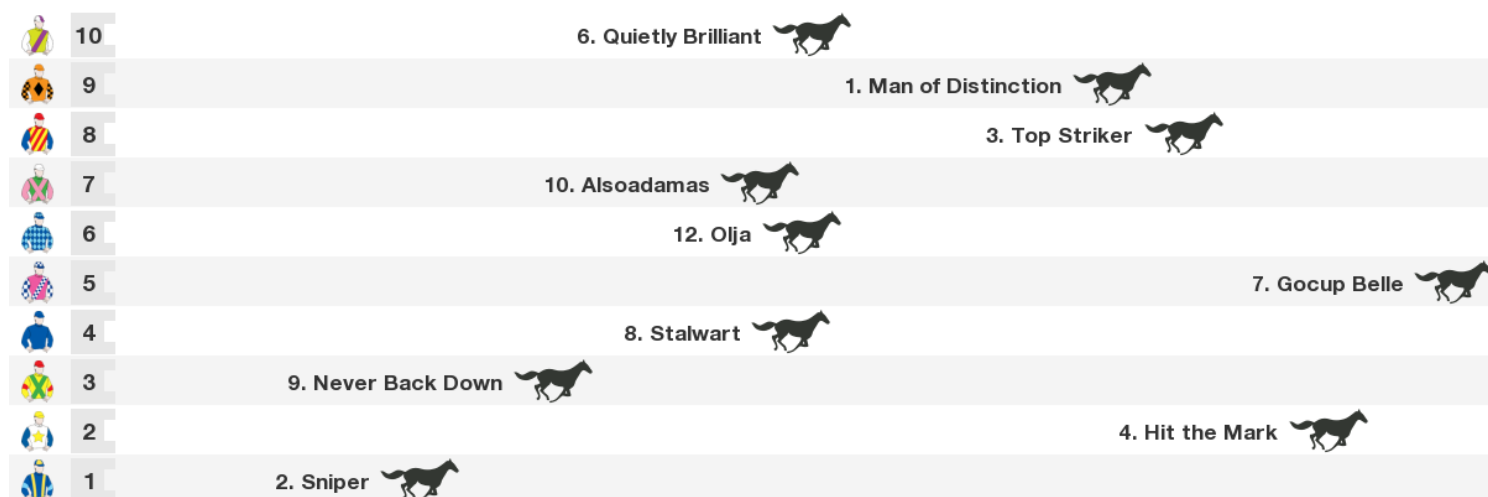 10 6. Quietly Brilliant
9 1. Man of Distinction
8 3. Top Striker
7 10. Alsoadamas
6 12. Olja
5 7. Gocup Belle
4 8. Stalwart
3 9. Never Back Down
2 4. Hit the Mark
1 2. Sniper